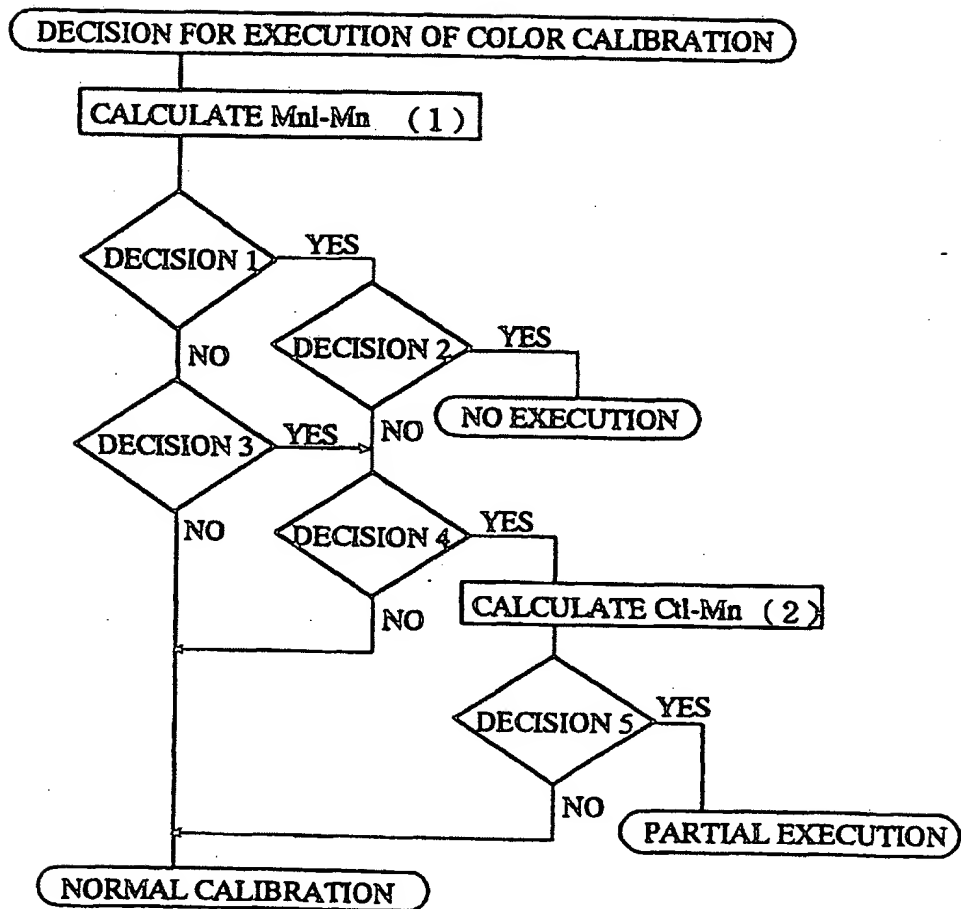 DECISION FOR EXECUTION OF COLOR CALIBRATION
CALCULATE Mnl-Mn (1)
DECISION 1
YES
NO
DECISION 2
YES
NO EXECUTION
NO
DECISION 3
YES
NO
DECISION 4
YES
CALCULATE Ctl-Mn (2)
NO
DECISION 5
YES
NO
PARTIAL EXECUTION
NORMAL CALIBRATION